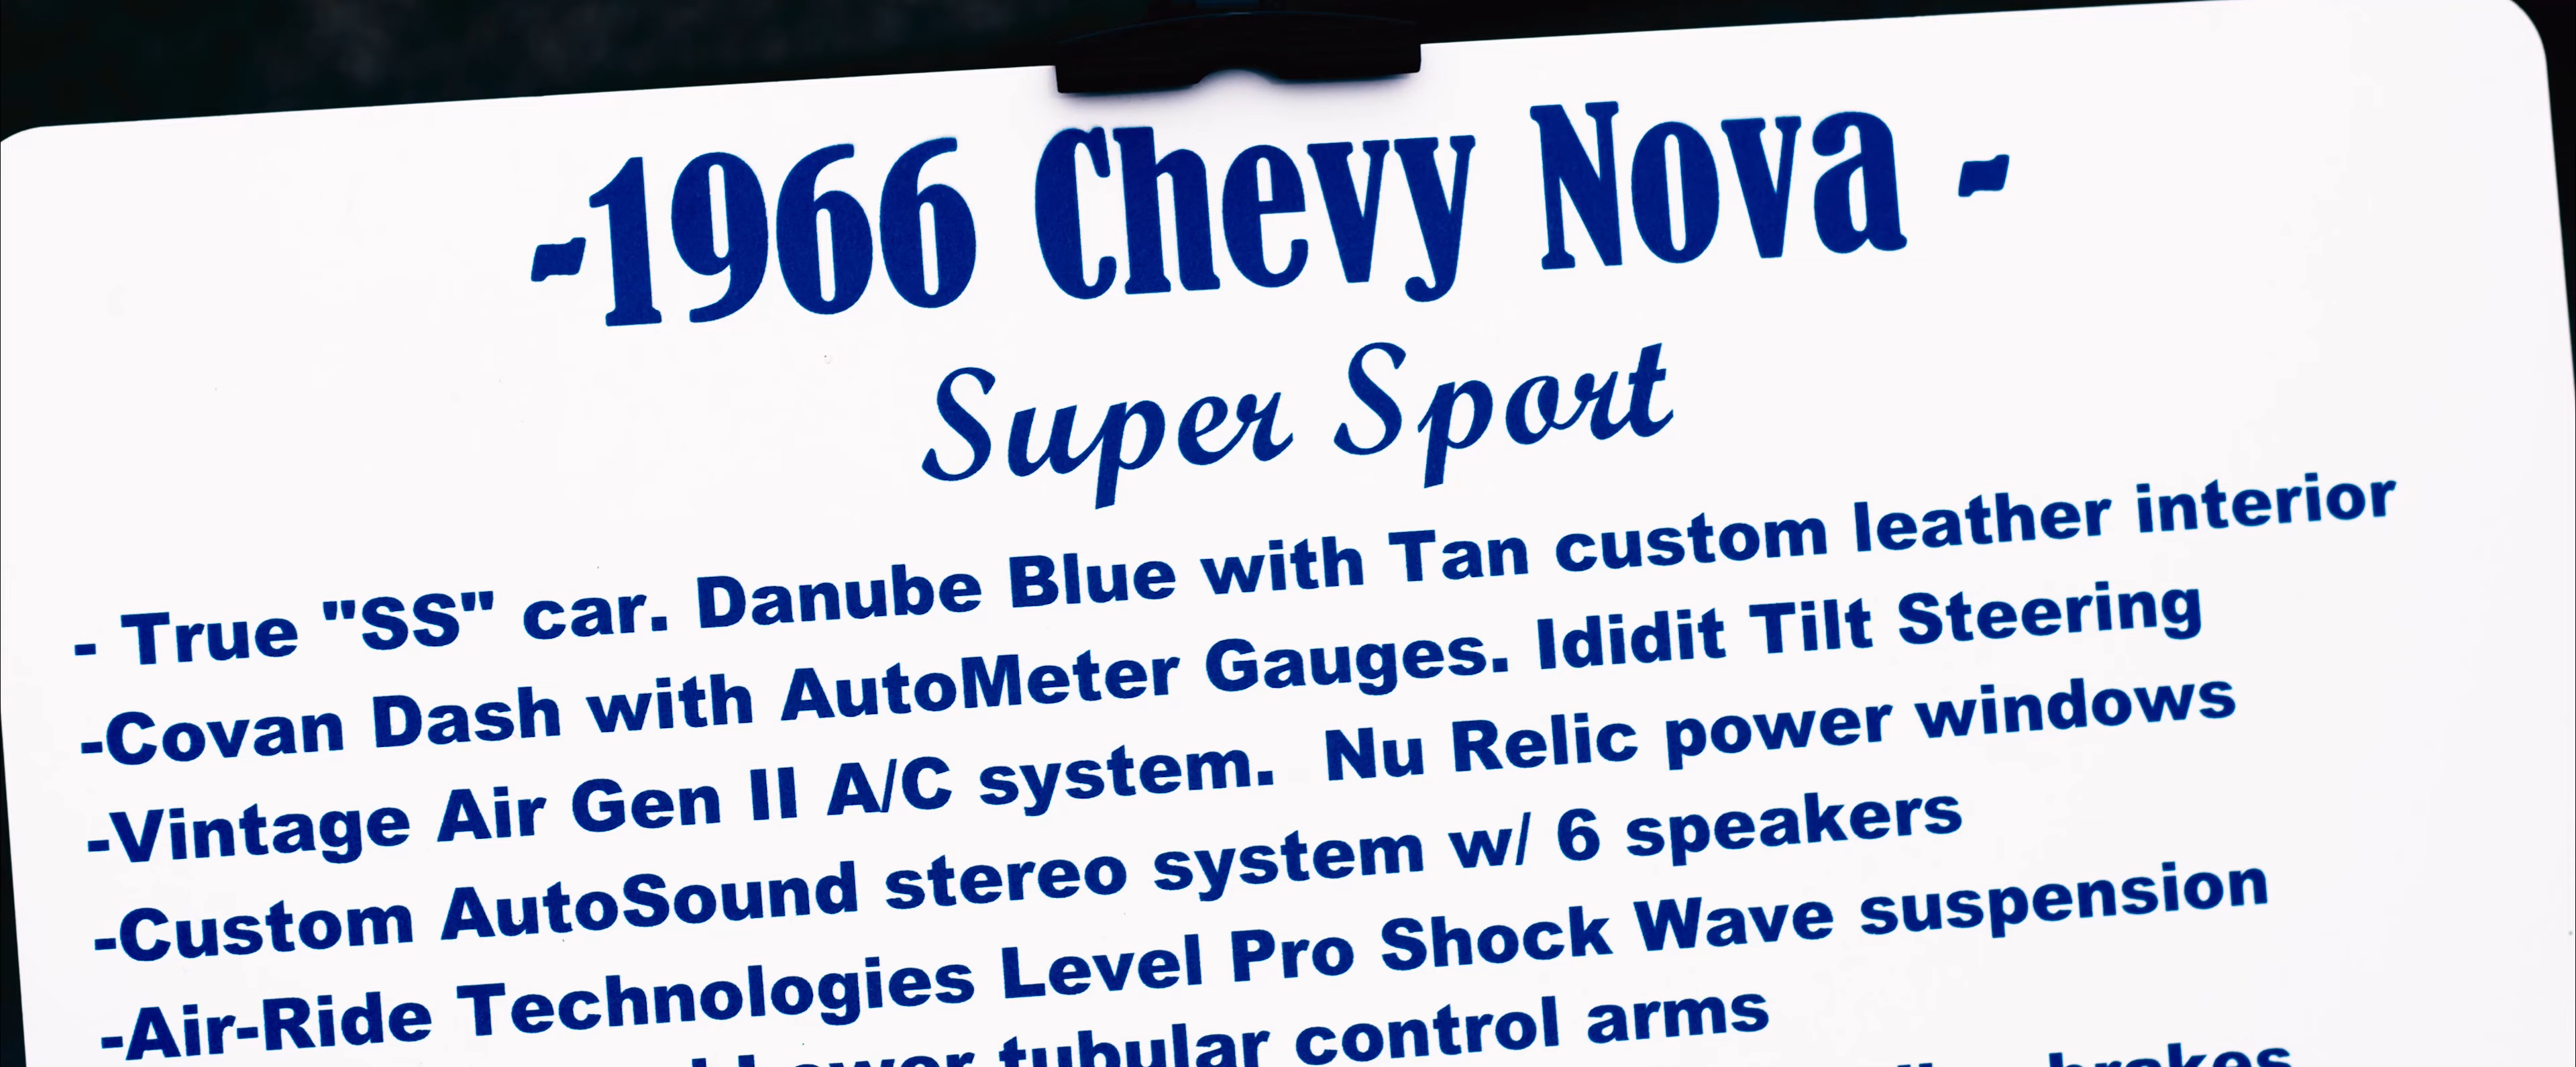 -1966 Chevy Nova -
Super Sport
- True "SS" car. Danube Blue with Tan custom leather interior
-Covan Dash with AutoMeter Gauges. Ididit Tilt Steering
-Vintage Air Gen II A/C system.  Nu Relic power windows
-Custom AutoSound stereo system w/ 6 speakers
-Air-Ride Technologies Level Pro Shock Wave suspension
Lower tubular control arms
brakes